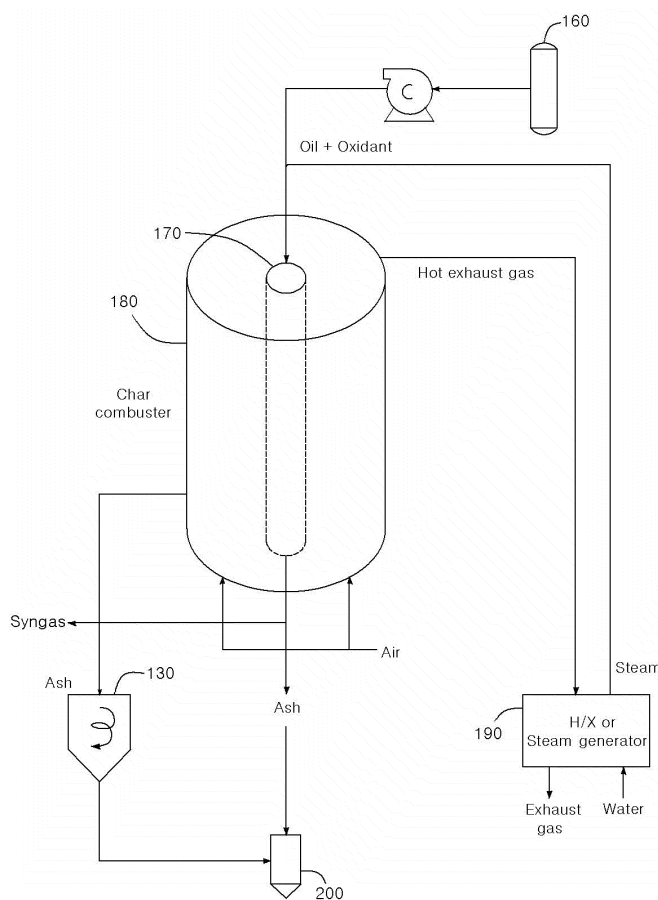 160
C
Oil + Oxidant
170
Hot exhaust gas
180
Char
combuster
Syngas
Air
Steam
Ash
130
Ash
190
H/X or
Steam generator
Exhaust
gas
Water
200